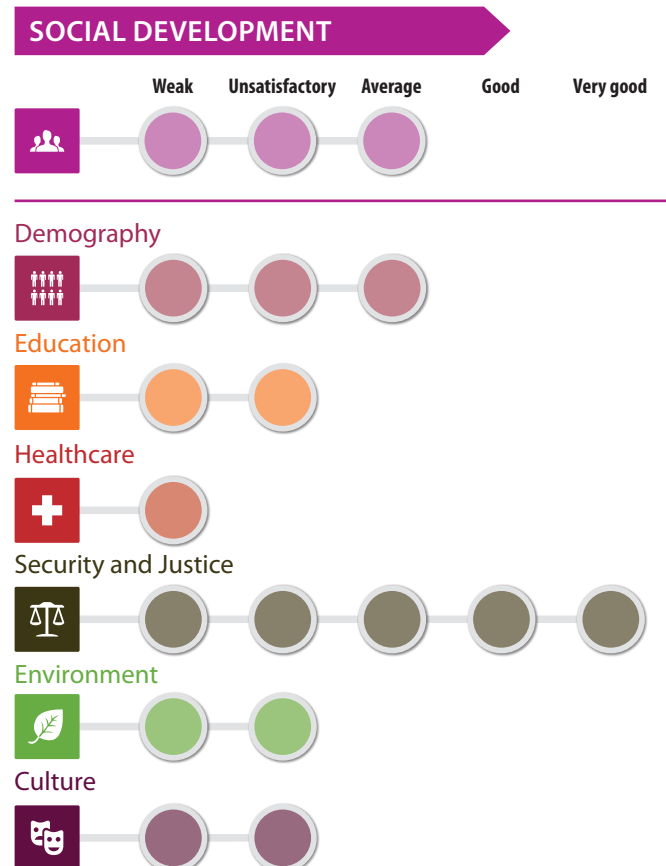 SOCIAL DEVELOPMENT
Weak Unsatisfactory Average Good Very good
Demography
Education
Healthcare
Security and Justice
Environment
Culture